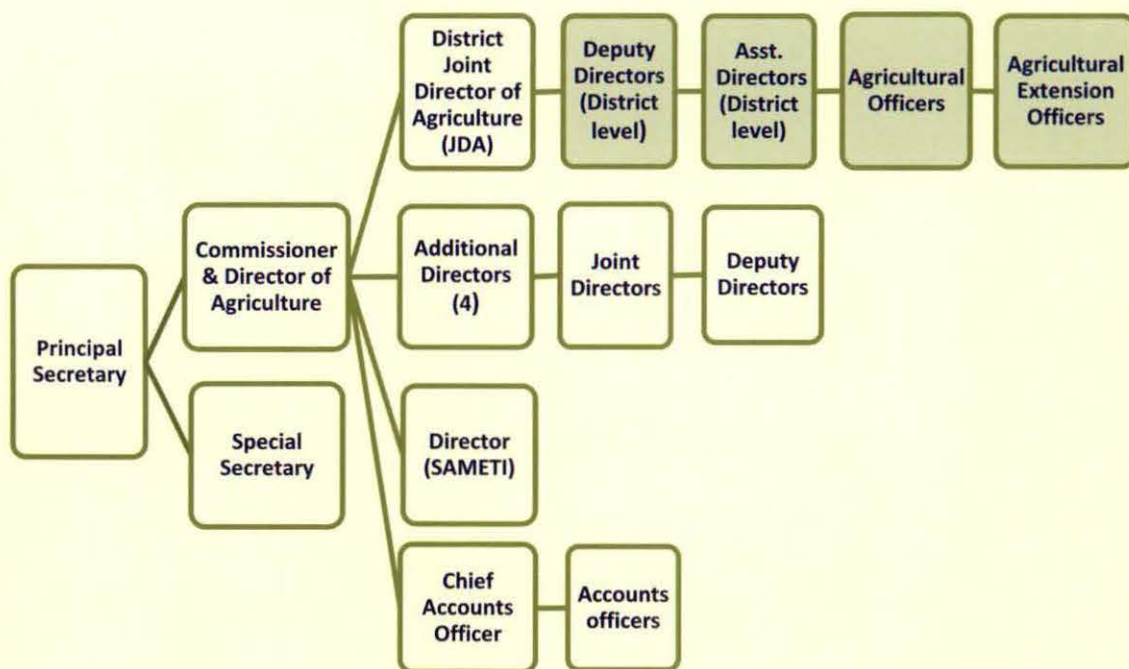 District
Joint
Director of
Agriculture
(JDA)
Deputy
Directors
(District
level)
Asst.
Directors
(District
level)
Agricultural
Officers
Agricultural
Extension
Officers
Commissioner
& Director of
Agriculture
Additional
Directors
(4)
Joint
Directors
Deputy
Directors
Principal
Secretary
Special
Secretary
Director
(SAMETI)
Chief
Accounts
Officer
Accounts
officers